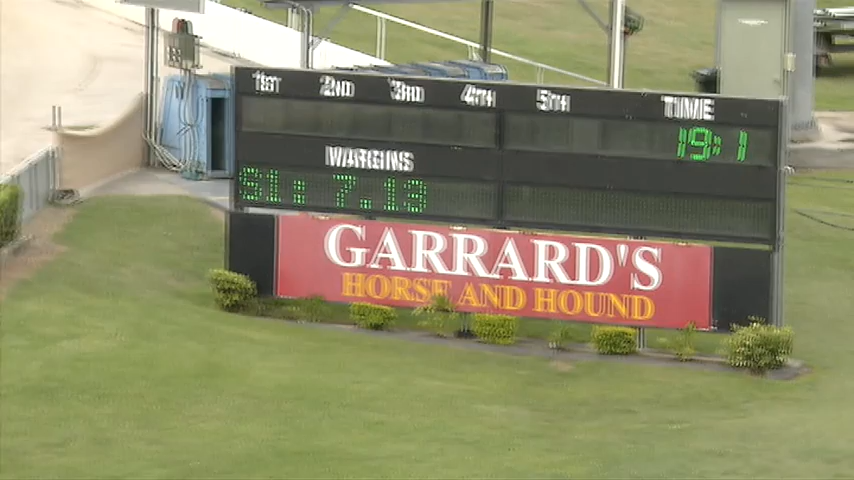 1ST 2ND 3RD 4TH 5TH TIME
19:1
MARGINS
S1: 7.13
GARRARD'S
HORSE AND HOUND